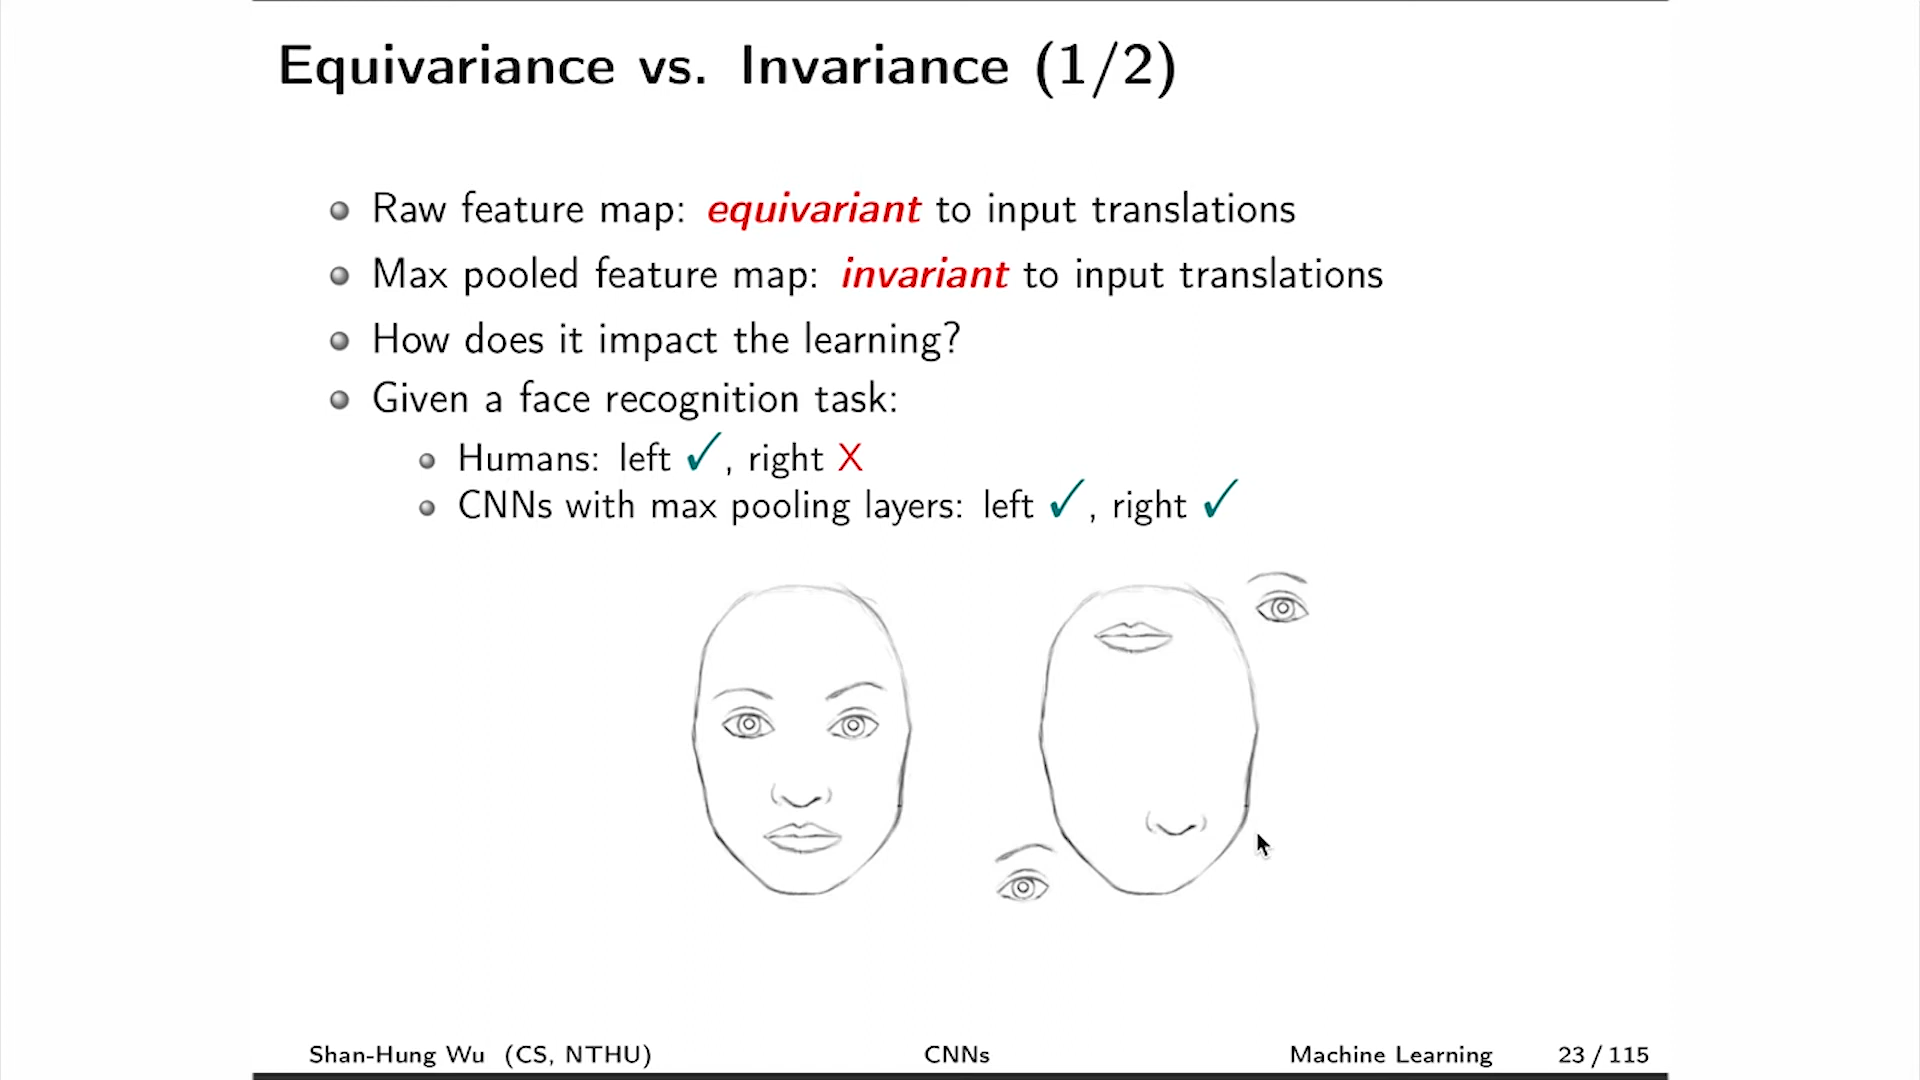 Equivariance vs. Invariance (1/2)
Raw feature map: equivariant to input translations
Max pooled feature map: invariant to input translations
How does it impact the learning?
Given a face recognition task:
Humans: left ✓, right X
CNNs with max pooling layers: left ✓, right ✓
Shan-Hung Wu (CS, NTHU) CNNs Machine Learning 23 / 115